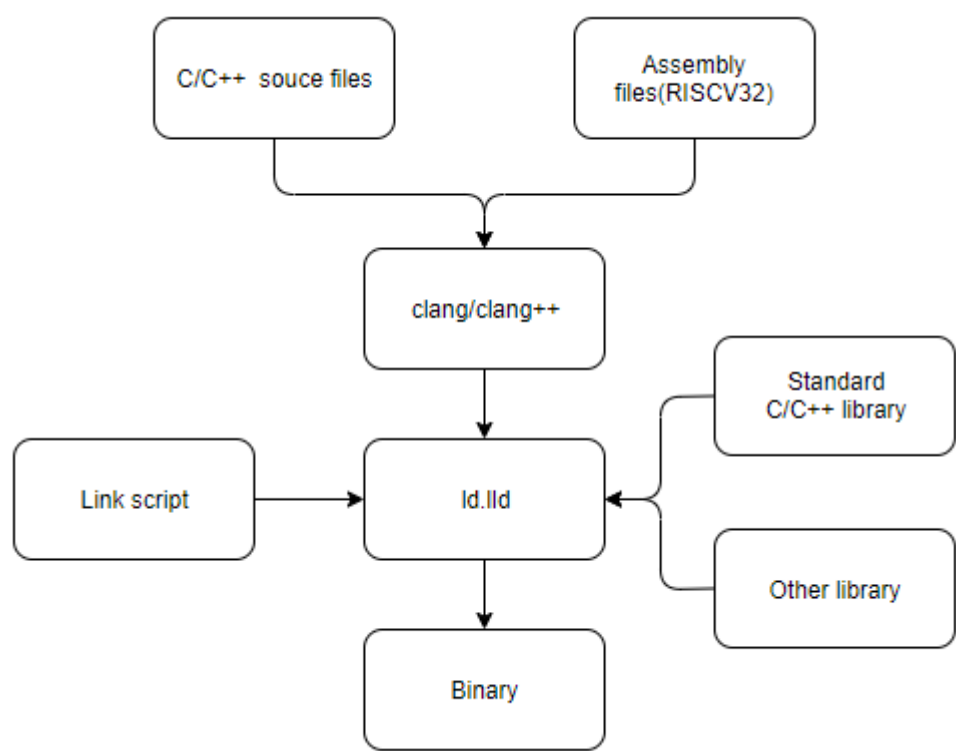 C/C++ souce files
Assembly
files(RISCV32)
clang/clang++
Standard
C/C++ library
Link script
ld.lld
Other library
Binary